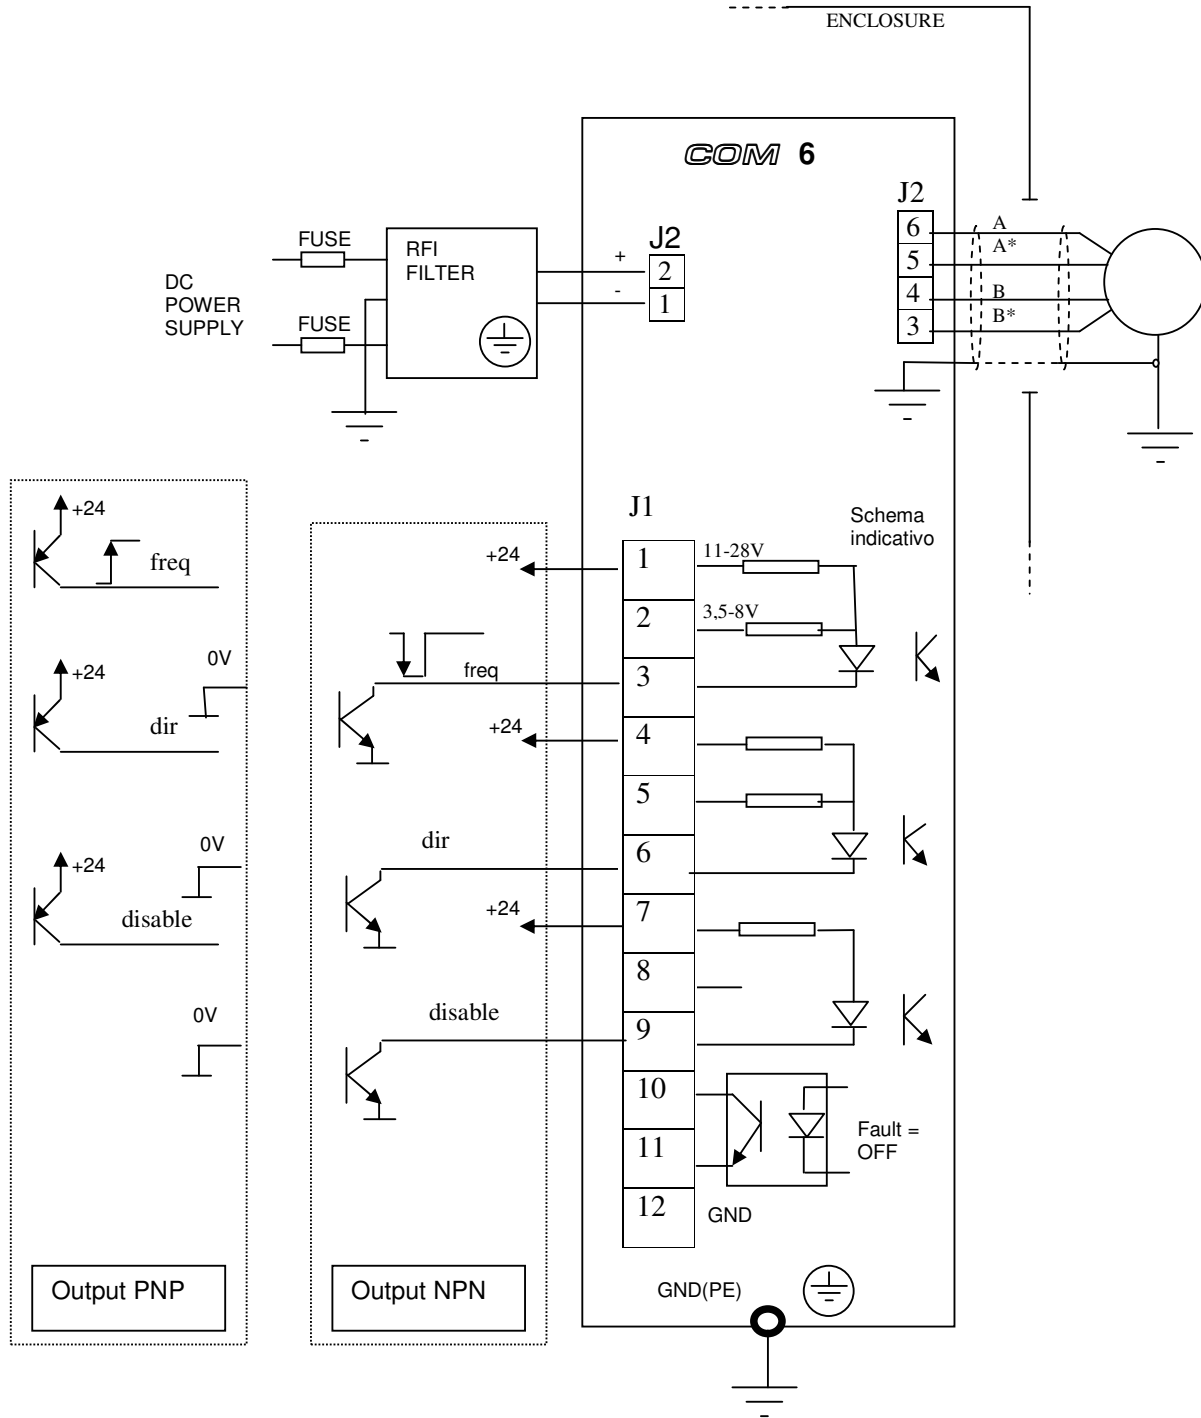 ENCLOSURE
COM 6
J2
6
5
4
3
A
A*
B
B*
FUSE
RFI
FILTER
DC
POWER
SUPPLY
FUSE
+
-
J2
2
1
+24
freq
+24
0V
dir
+24
0V
disable
0V
Output PNP
+24
freq
+24
dir
+24
disable
Output NPN
J1
1
2
3
4
5
6
7
8
9
10
11
12
11-28V
3,5-8V
Schema
indicativo
Fault =
OFF
GND
GND(PE)